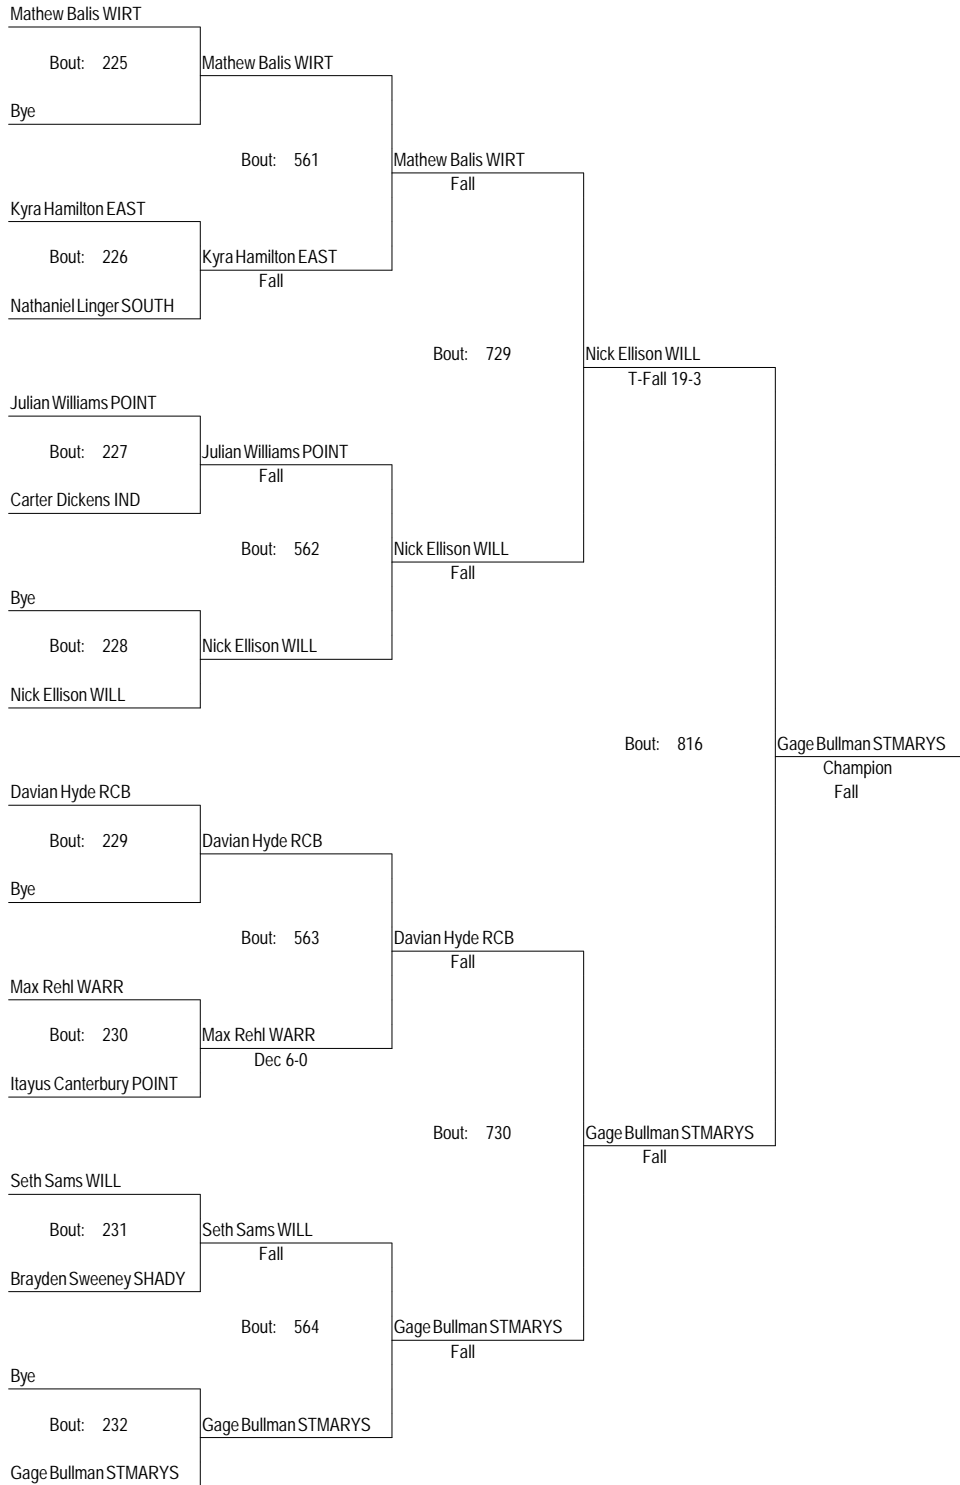 Mathew Balis WIRT
Bout: 225
Mathew Balis WIRT
Bye
Bout: 561
Mathew Balis WIRT
Fall
Kyra Hamilton EAST
Bout: 226
Kyra Hamilton EAST
Fall
Nathaniel Linger SOUTH
Bout: 729
Nick Ellison WILL
T-Fall 19-3
Julian Williams POINT
Bout: 227
Julian Williams POINT
Fall
Carter Dickens IND
Bout: 562
Nick Ellison WILL
Fall
Bye
Bout: 228
Nick Ellison WILL
Nick Ellison WILL
Bout: 816
Gage Bullman STMARYS
Champion
Fall
Davian Hyde RCB
Bout: 229
Davian Hyde RCB
Bye
Bout: 563
Davian Hyde RCB
Fall
Max Rehl WARR
Bout: 230
Max Rehl WARR
Dec 6-0
Itayus Canterbury POINT
Bout: 730
Gage Bullman STMARYS
Fall
Seth Sams WILL
Bout: 231
Seth Sams WILL
Fall
Brayden Sweeney SHADY
Bout: 564
Gage Bullman STMARYS
Fall
Bye
Bout: 232
Gage Bullman STMARYS
Gage Bullman STMARYS